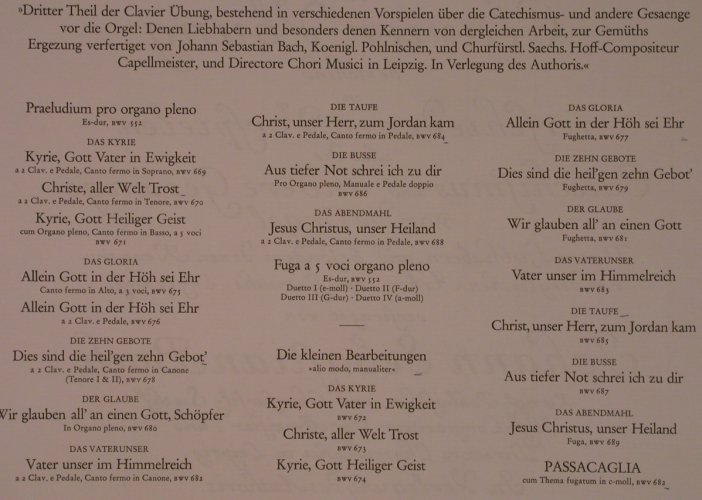 »Dritter Theil der Clavier Übung, bestehend in verschiedenen Vorspielen über die Catechismus- und andere Gesaenge
vor die Orgel: Denen Liebhabern und besonders denen Kennern von dergleichen Arbeit, zur Gemüths
Ergezung verfertiget von Johann Sebastian Bach, Koenigl. Pohlnischen, und Churfürstl. Saechs. Hoff-Compositeur
Capellmeister, und Directore Chori Musici in Leipzig. In Verlegung des Authoris.«
Praeludium pro organo pleno
Es-dur, BWV 552
DAS KYRIE
Kyrie, Gott Vater in Ewigkeit
a 2 Clav. e Pedale, Canto fermo in Soprano, BWV 669
Christe, aller Welt Trost
a 2 Clav. e Pedale, Canto fermo in Tenore, BWV 670
Kyrie, Gott Heiliger Geist
cum Organo pleno, Canto fermo in Basso, a 5 voci
BWV 671
DAS GLORIA
Allein Gott in der Höh sei Ehr
Canto fermo in Alto, a 3 voci, BWV 675
Allein Gott in der Höh sei Ehr
a 2 Clav. e Pedale, BWV 676
DIE ZEHN GEBOTE
Dies sind die heil'gen zehn Gebot'
a 2 Clav. e Pedale, Canto fermo in Canone
(Tenore I & II), BWV 678
DER GLAUBE
Wir glauben all' an einen Gott, Schöpfer
In Organo pleno, BWV 680
DAS VATERUNSER
Vater unser im Himmelreich
a 2 Clav. e Pedale, Canto fermo in Canone, BWV 682
DIE TAUFE
Christ, unser Herr, zum Jordan kam
a 2 Clav. e Pedale, Canto fermo in Pedale, BWV 684
DIE BUSSE
Aus tiefer Not schrei ich zu dir
Pro Organo pleno, Manuale e Pedale doppio
BWV 686
DAS ABENDMAHL
Jesus Christus, unser Heiland
a 2 Clav. e Pedale, Canto fermo in Pedale, BWV 688
Fuga a 5 voci organo pleno
Es-dur, BWV 552
Duetto I (e-moll) · Duetto II (F-dur)
Duetto III (G-dur) · Duetto IV (a-moll)
Die kleinen Bearbeitungen
»alio modo, manualiter«
DAS KYRIE
Kyrie, Gott Vater in Ewigkeit
BWV 672
Christe, aller Welt Trost
BWV 673
Kyrie, Gott Heiliger Geist
BWV 674
DAS GLORIA
Allein Gott in der Höh sei Ehr
Fughetta, BWV 677
DIE ZEHN GEBOTE
Dies sind die heil'gen zehn Gebot'
Fughetta, BWV 679
DER GLAUBE
Wir glauben all' an einen Gott
Fughetta, BWV 681
DAS VATERUNSER
Vater unser im Himmelreich
BWV 683
DIE TAUFE
Christ, unser Herr, zum Jordan kam
BWV 685
DIE BUSSE
Aus tiefer Not schrei ich zu dir
BWV 687
DAS ABENDMAHL
Jesus Christus, unser Heiland
Fuga, BWV 689
PASSACAGLIA
cum Thema fugatum in c-moll, BWV 682